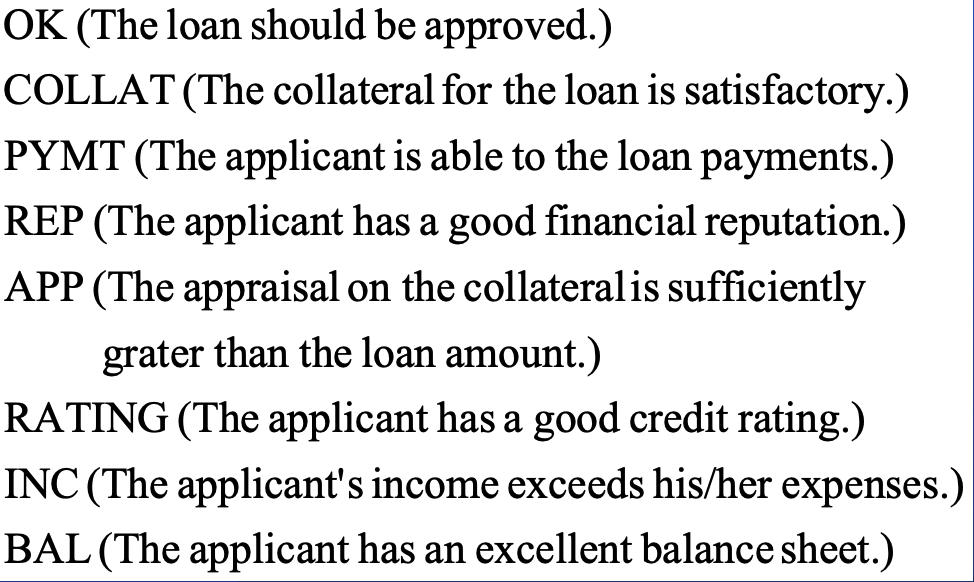 OK (The loan should be approved.)
COLLAT (The collateral for the loan is satisfactory.)
PYMT (The applicant is able to the loan payments.)
REP (The applicant has a good financial reputation.)
APP (The appraisal on the collateral is sufficiently
grater than the loan amount.)
RATING (The applicant has a good credit rating.)
INC (The applicant's income exceeds his/her expenses.)
BAL (The applicant has an excellent balance sheet.)